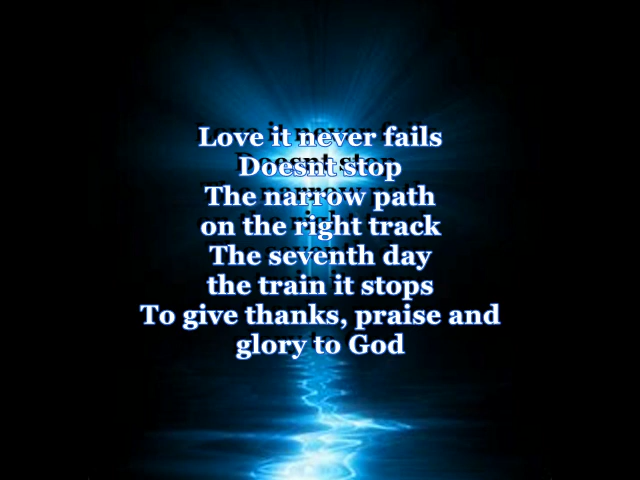 Love it never fails
Doesnt stop
The narrow path
on the right track
The seventh day
the train it stops
To give thanks, praise and
glory to God